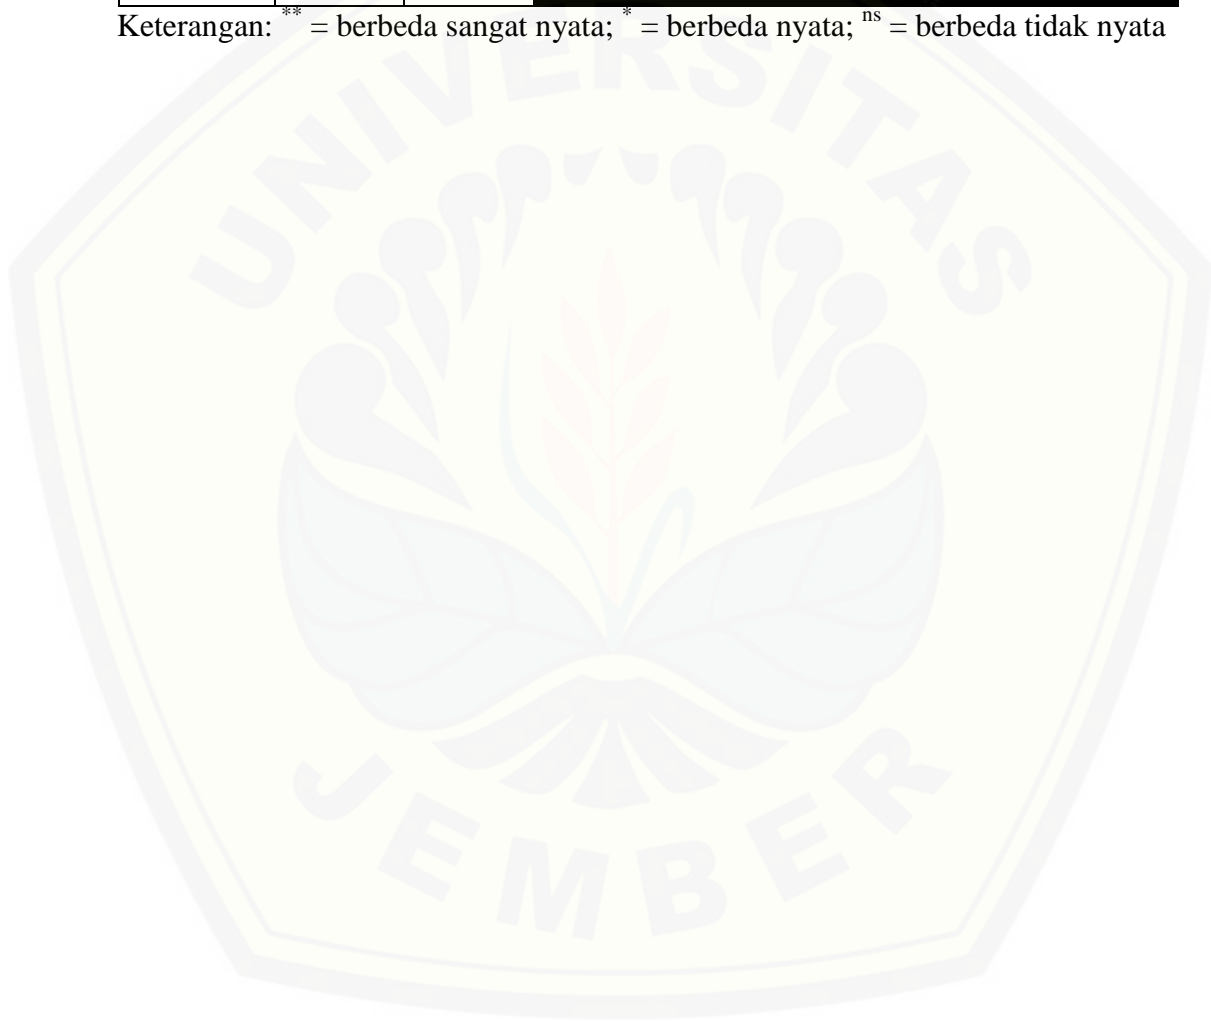 Keterangan: ** = berbeda sangat nyata; * = berbeda nyata; ns = berbeda tidak nyata
UNIVERSITAS
JEMBER